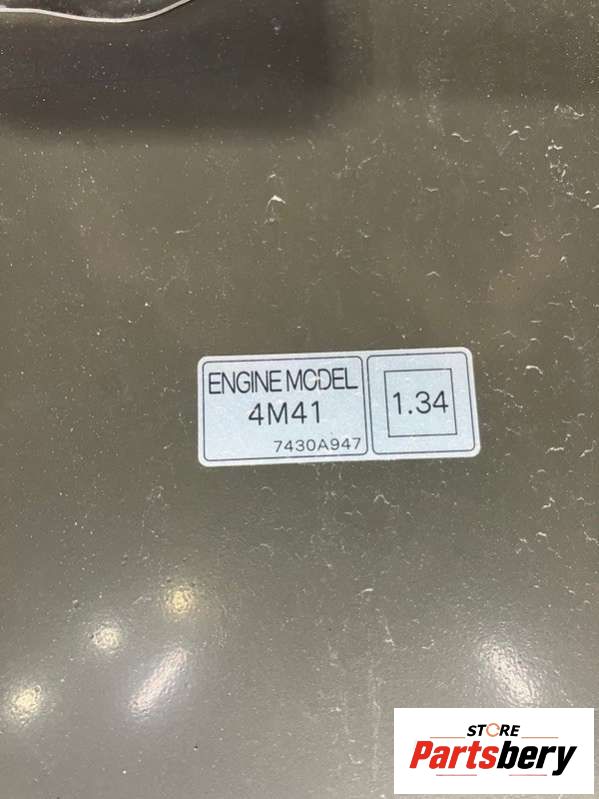 ENGINE MODEL
4M41
7430A947
1.34
STORE
Partsbery